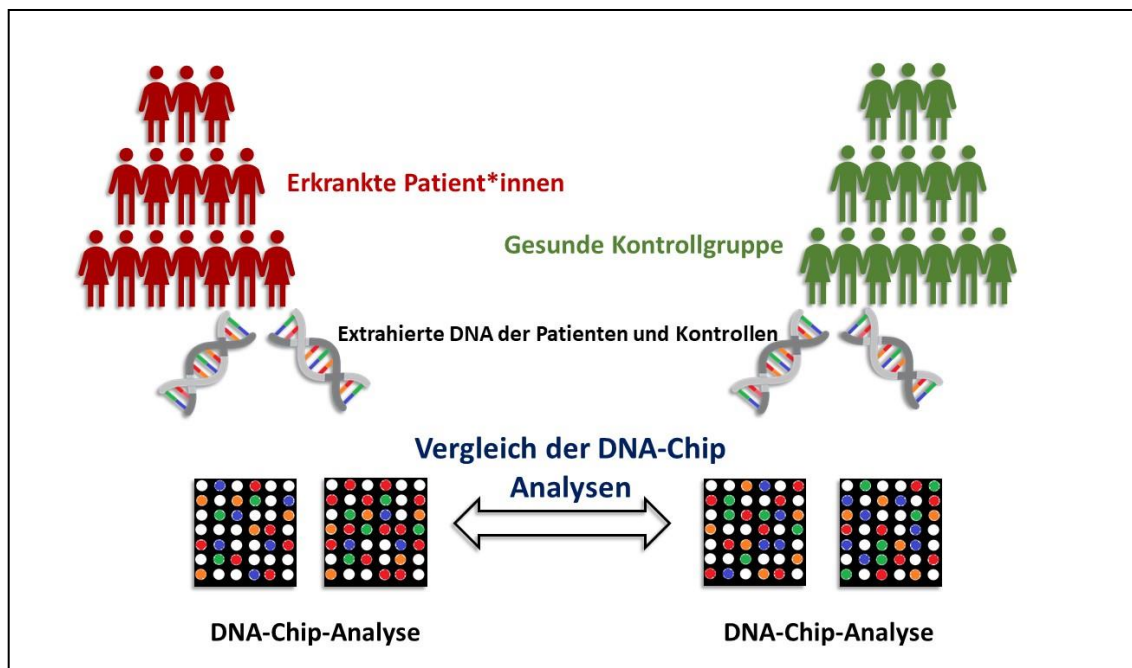 Erkrankte Patient*innen
Gesunde Kontrollgruppe
Extrahierte DNA der Patienten und Kontrollen
Vergleich der DNA-Chip
Analysen
DNA-Chip-Analyse
DNA-Chip-Analyse